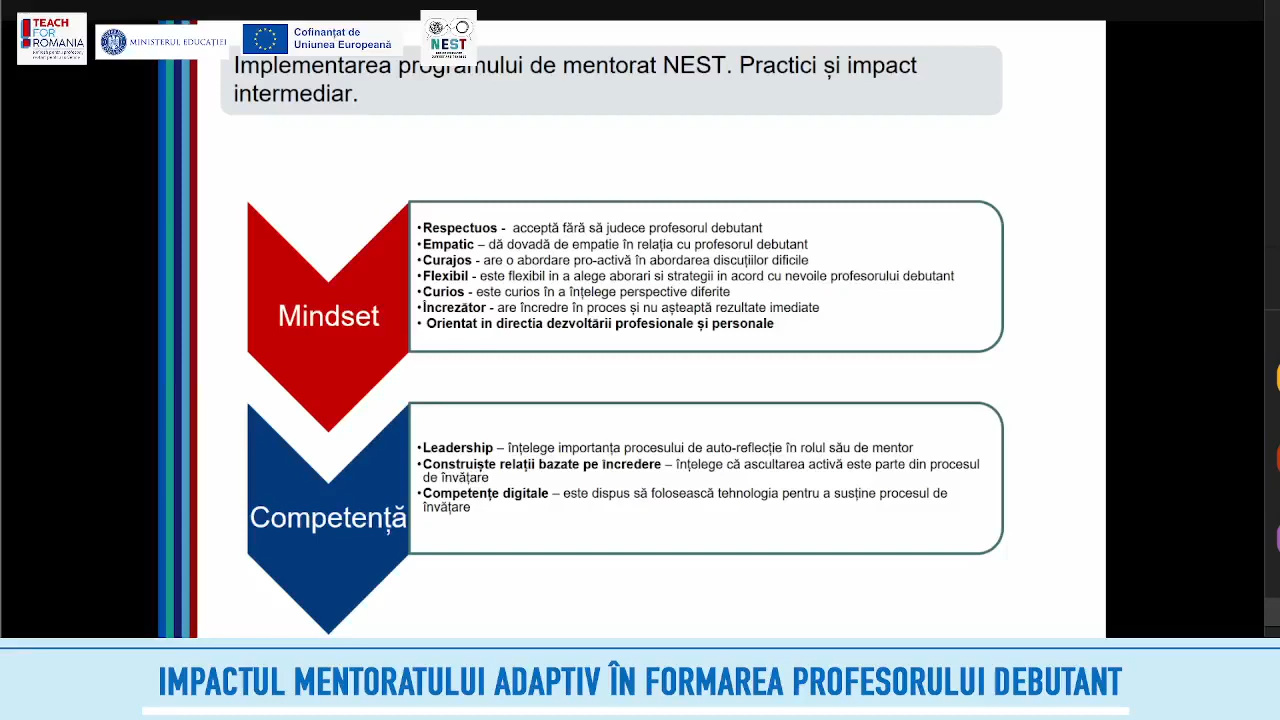 TEACH
FOR
ROMANIA
MINISTERUL EDUCAȚIEI
Cofinanțat de
Uniunea Europeană
NEST
Implementarea programului de mentorat NEST. Practici și impact
intermediar.
Mindset
•Respectuos -  acceptă fără să judece profesorul debutant
•Empatic – dă dovadă de empatie în relația cu profesorul debutant
•Curajos - are o abordare pro-activă în abordarea discuțiilor dificile
•Flexibil - este flexibil in a alege aborari si strategii in acord cu nevoile profesorului debutant
•Curios - este curios în a înțelege perspective diferite
•Încrezător - are încredre în proces și nu așteaptă rezultate imediate
• Orientat in directia dezvoltării profesionale și personale
Competență
•Leadership – înțelege importanța procesului de auto-reflecție în rolul său de mentor
•Construiște relații bazate pe incredere – înțelege că ascultarea activă este parte din procesul
de învățare
•Competențe digitale – este dispus să folosească tehnologia pentru a susține procesul de
învățare
IMPACTUL MENTORATULUI ADAPTIV ÎN FORMAREA PROFESORULUI DEBUTANT